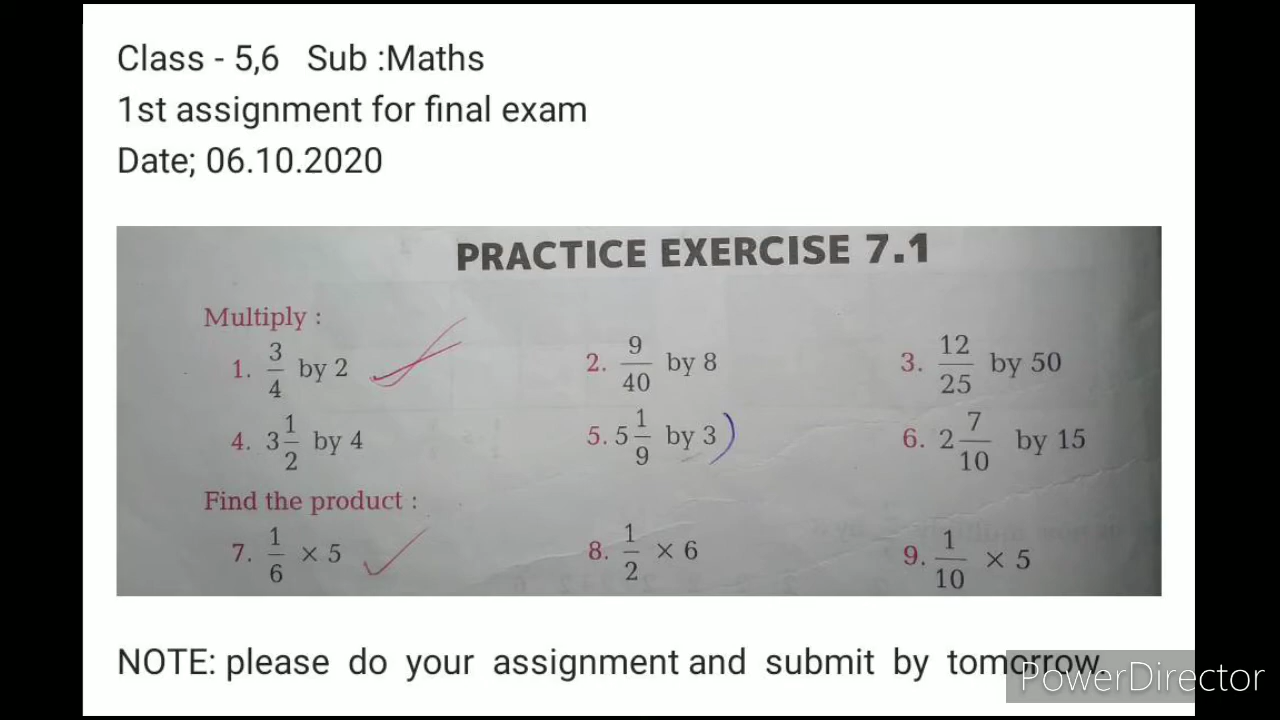 Class - 5,6 Sub :Maths
1st assignment for final exam
Date; 06.10.2020
PRACTICE EXERCISE 7.1
Multiply :
1. 3/4 by 2 2. 9/40 by 8 3. 12/25 by 50
4. 3 1/2 by 4 5. 5 1/9 by 3 ) 6. 2 7/10 by 15
Find the product :
7. 1/6 × 5 8. 1/2 × 6 9. 1/10 × 5
NOTE: please do your assignment and submit by tomorrow.
PowerDirector